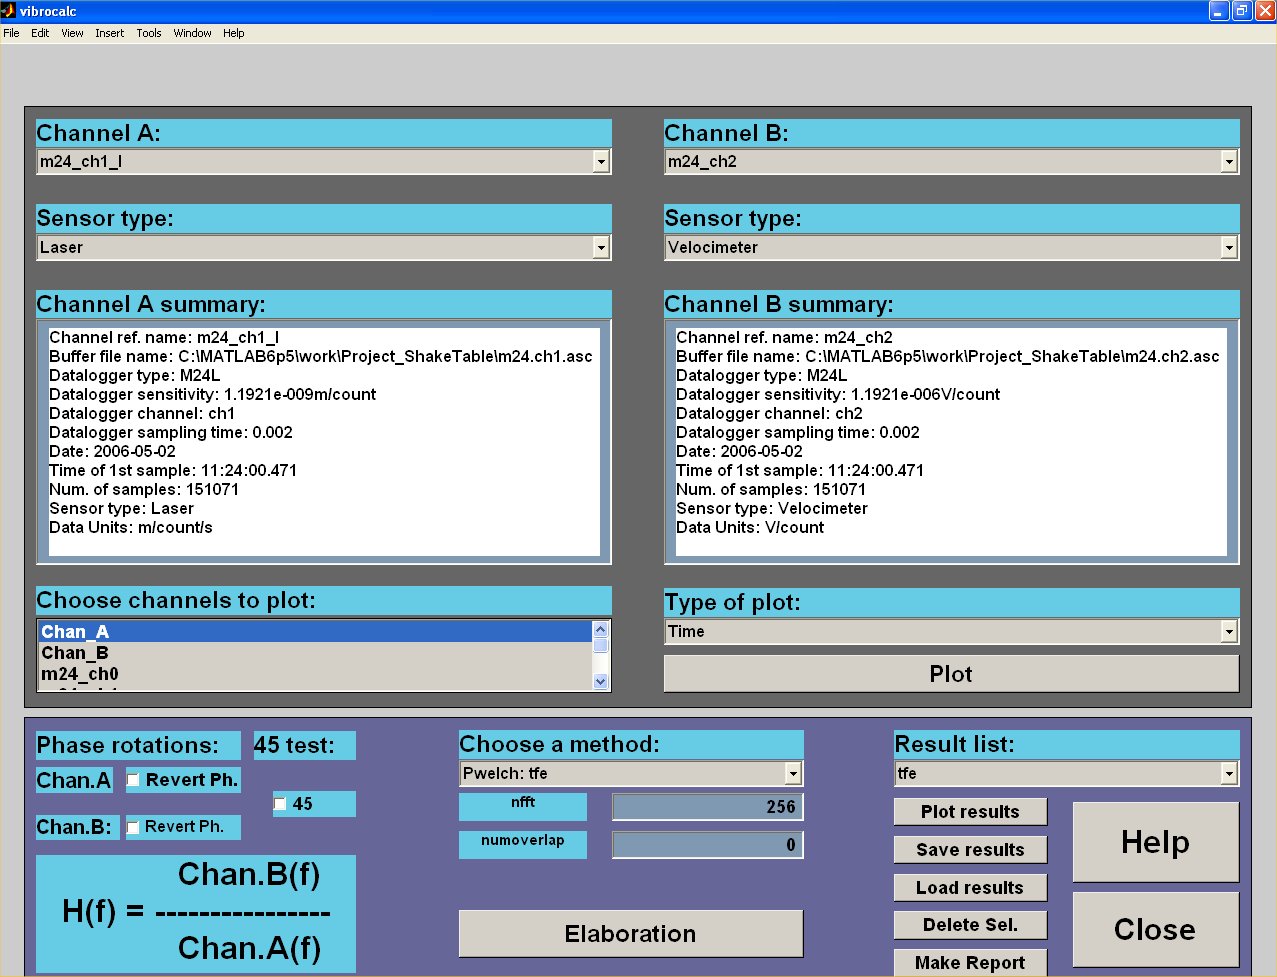 vibrocalc
File Edit View Insert Tools Window Help
Channel A:
m24_ch1_l
Sensor type:
Laser
Channel A summary:
Channel ref. name: m24_ch1_l
Buffer file name: C:\MATLAB6p5\work\Project_ShakeTable\m24.ch1.asc
Datalogger type: M24L
Datalogger sensitivity: 1.1921e-009m/count
Datalogger channel: ch1
Datalogger sampling time: 0.002
Date: 2006-05-02
Time of 1st sample: 11:24:00.471
Num. of samples: 151071
Sensor type: Laser
Data Units: m/count/s
Choose channels to plot:
Chan_A
Chan_B
m24_ch0
Channel B:
m24_ch2
Sensor type:
Velocimeter
Channel B summary:
Channel ref. name: m24_ch2
Buffer file name: C:\MATLAB6p5\work\Project_ShakeTable\m24.ch2.asc
Datalogger type: M24L
Datalogger sensitivity: 1.1921e-006V/count
Datalogger channel: ch2
Datalogger sampling time: 0.002
Date: 2006-05-02
Time of 1st sample: 11:24:00.471
Num. of samples: 151071
Sensor type: Velocimeter
Data Units: V/count
Type of plot:
Time
Plot
Phase rotations:
45 test:
Chan.A
Revert Ph.
45
Chan.B:
Revert Ph.
Chan.B(f)
H(f) = ----------------
Chan.A(f)
Choose a method:
Pwelch: tfe
nfft
256
numoverlap
0
Elaboration
Result list:
tfe
Plot results
Save results
Load results
Delete Sel.
Make Report
Help
Close